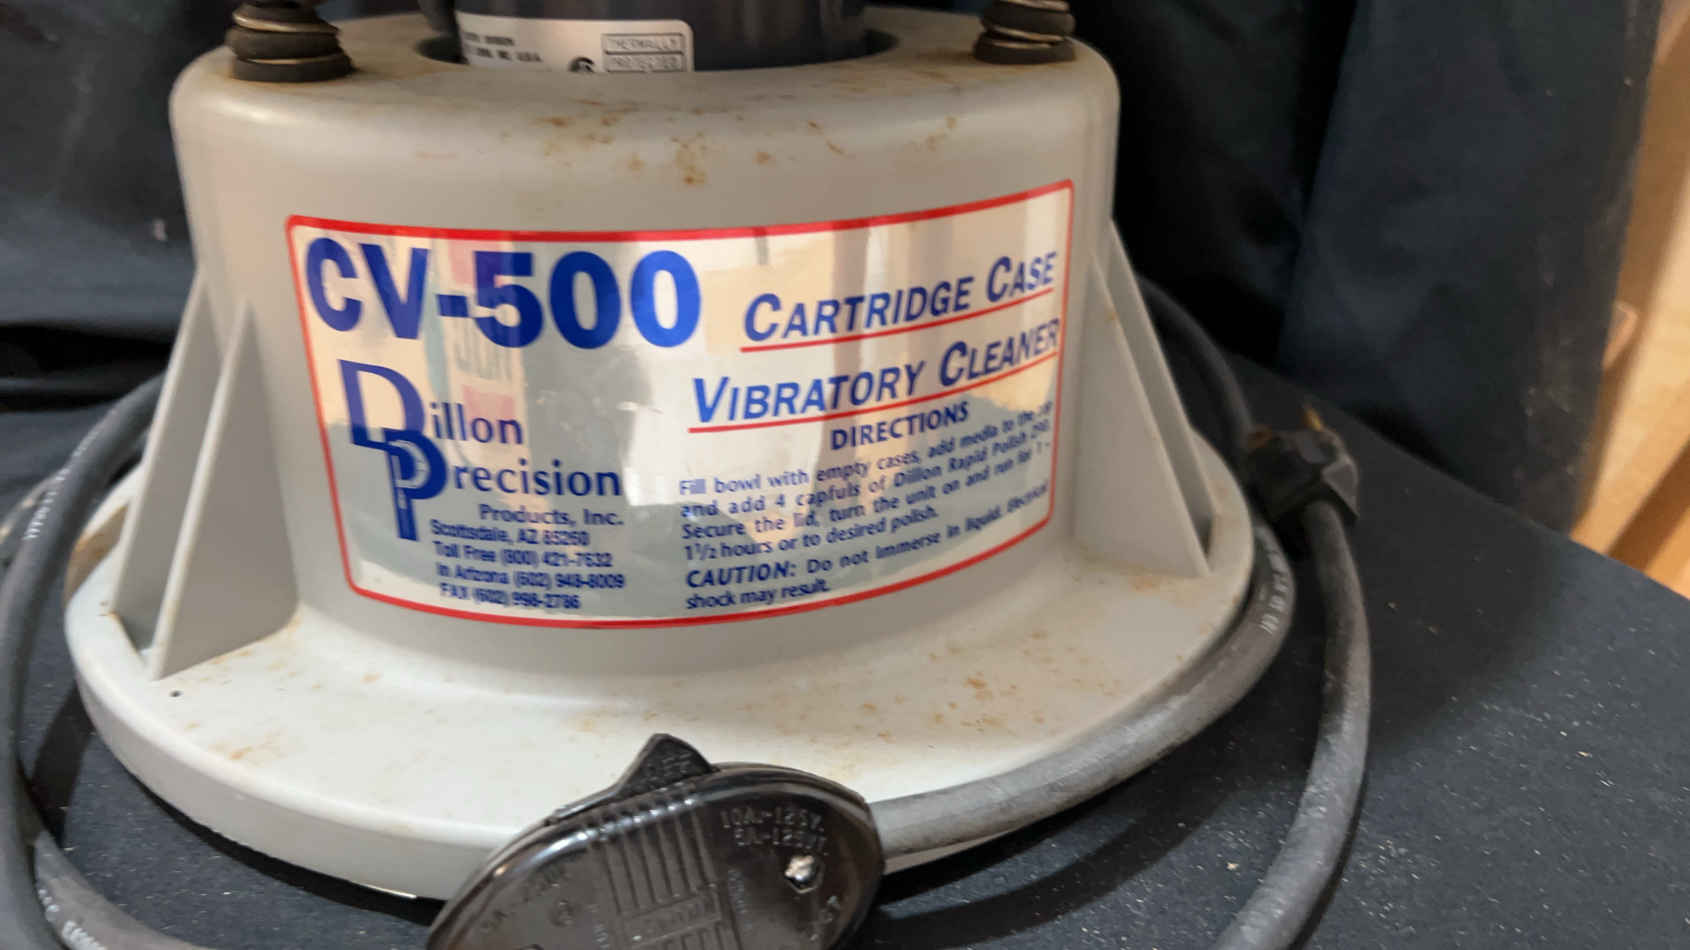 THERMALLY
PROTECTED
CV-500
Dillon
Precision
Products, Inc.
Scottsdale, AZ 85260
Toll Free (800) 421-7632
In Arizona (602) 948-8009
FAX (602) 998-2786
CARTRIDGE CASE
VIBRATORY CLEANER
DIRECTIONS
Fill bowl with empty cases, add media to the top
and add 4 capfuls of Dillon Rapid Polish 290.
Secure the lid, turn the unit on and run for 1 -
1½ hours or to desired polish.
CAUTION: Do not immerse in liquid. Electrical
shock may result.
10A-125V.